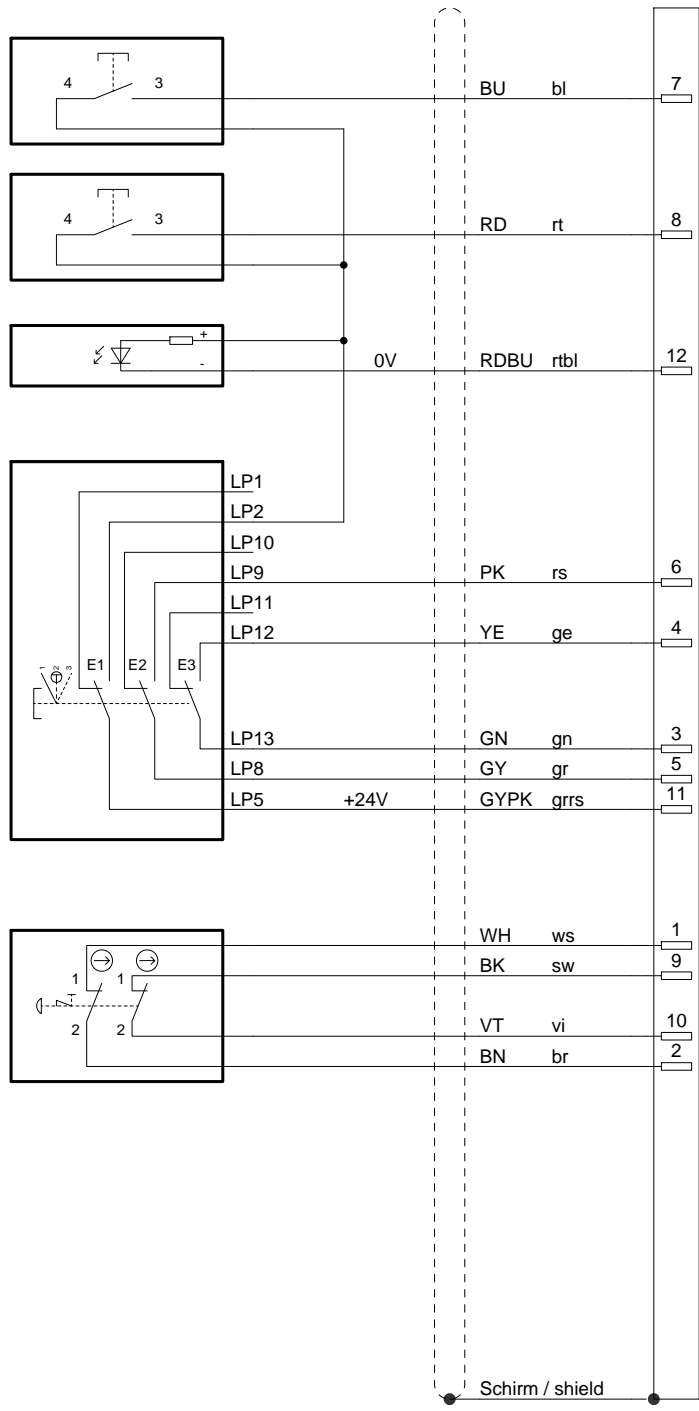 4 3 BU bl 7
4 3 RD rt 8
+
- 0V RDBU rtbl 12
LP1
LP2
LP10
LP9 PK rs 6
LP11
LP12 YE ge 4
1 2 3 E1 E2 E3
LP13 GN gn 3
LP8 GY gr 5
LP5 +24V GYPK grrs 11
WH ws 1
1 1 BK sw 9
2 2 VT vi 10
BN br 2
Schirm / shield